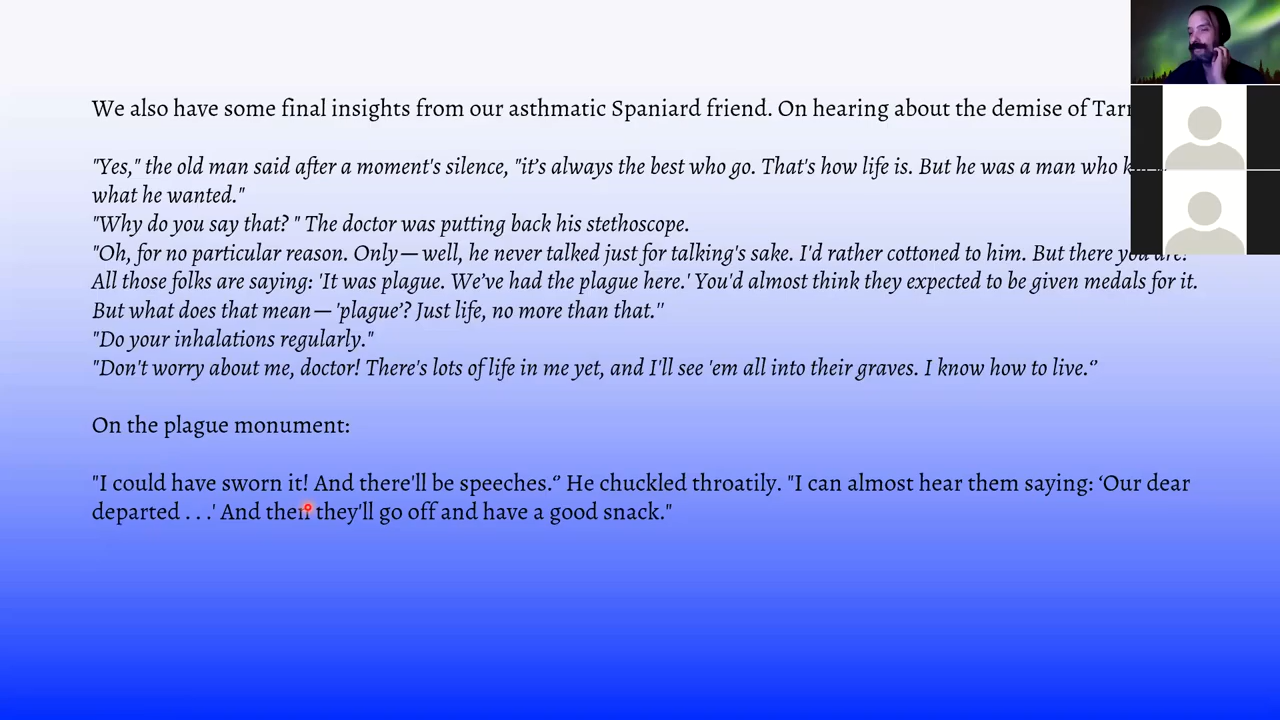 We also have some final insights from our asthmatic Spaniard friend. On hearing about the demise of
"Yes," the old man said after a moment's silence, "it's always the best who go. That's how life is. But he was a man who
what he wanted."
"Why do you say that? " The doctor was putting back his stethoscope.
"Oh, for no particular reason. Only — well, he never talked just for talking's sake. I'd rather cottoned to him. But there you are!
All those folks are saying: 'It was plague. We’ve had the plague here.' You'd almost think they expected to be given medals for it.
But what does that mean — 'plague’? Just life, no more than that."
"Do your inhalations regularly."
"Don't worry about me, doctor! There's lots of life in me yet, and I'll see 'em all into their graves. I know how to live.‘’
On the plague monument:
"I could have sworn it! And there'll be speeches.‘’ He chuckled throatily. "I can almost hear them saying: ‘Our dear
departed . . .' And then they'll go off and have a good snack."